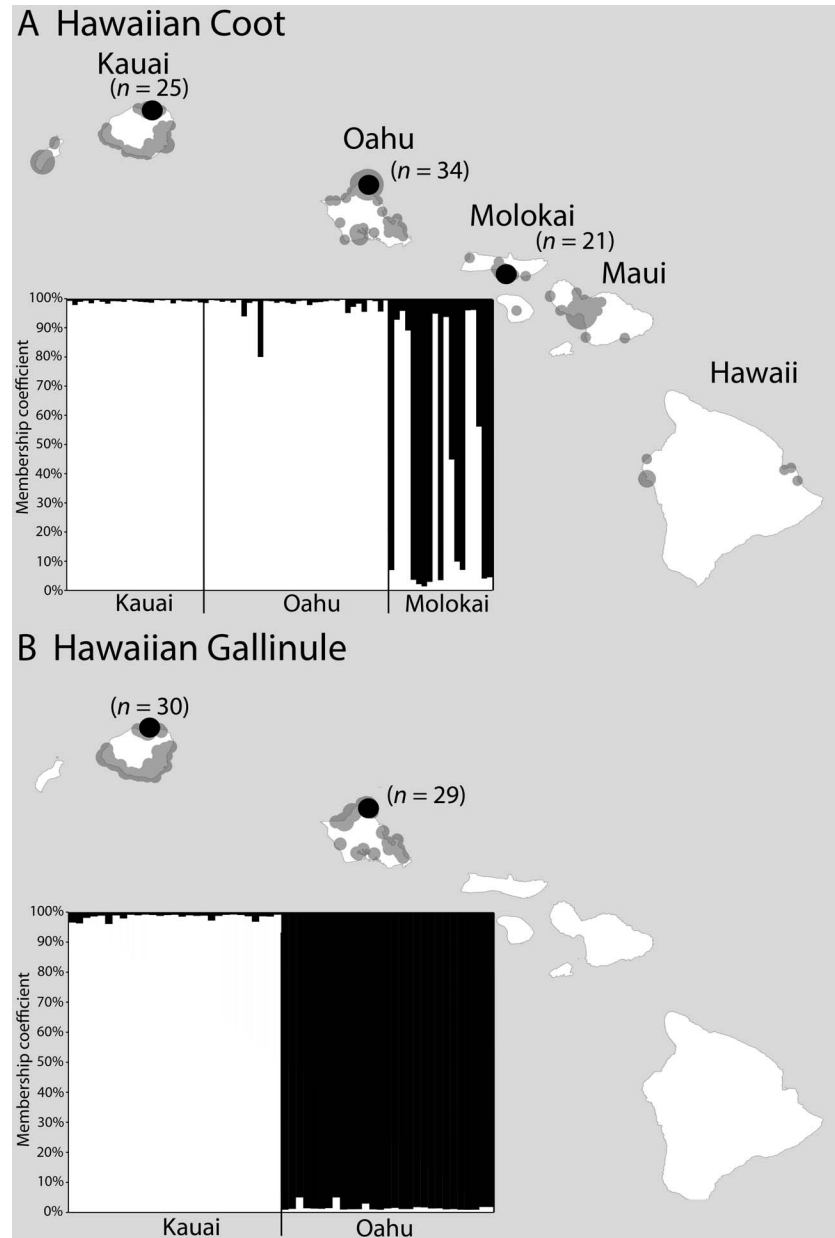 A Hawaiian Coot
Kauai
(n = 25)
Oahu
(n = 34)
Molokai
(n = 21)
Maui
Hawaii
Membership coefficient
100%
90%
80%
70%
60%
50%
40%
30%
20%
10%
0%
Kauai Oahu Molokai
B Hawaiian Gallinule
(n = 30)
(n = 29)
Membership coefficient
100%
90%
80%
70%
60%
50%
40%
30%
20%
10%
0%
Kauai Oahu